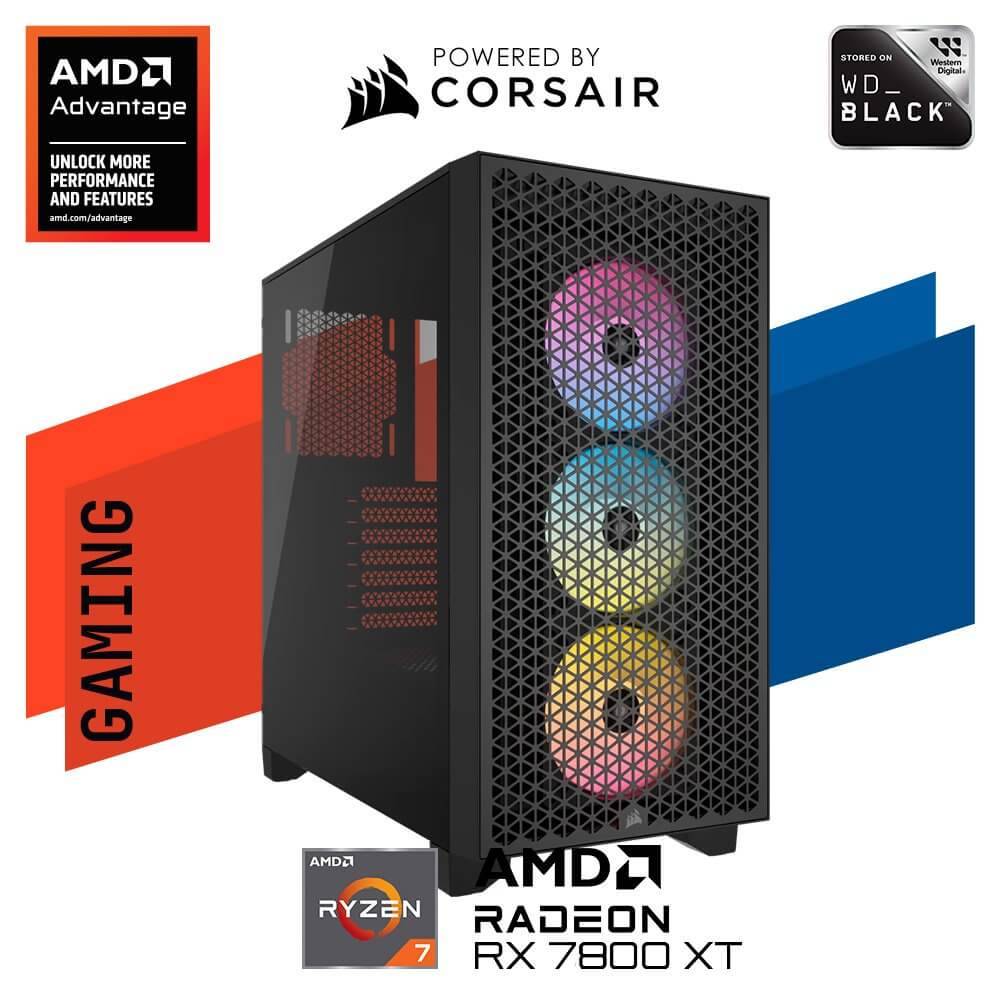 AMD
Advantage
UNLOCK MORE
PERFORMANCE
AND FEATURES
amd.com/advantage
POWERED BY
CORSAIR
STORED ON
WD_
BLACK™
Western
Digital®
GAMING
AMD
RYZEN
7
AMD
RADEON
RX 7800 XT